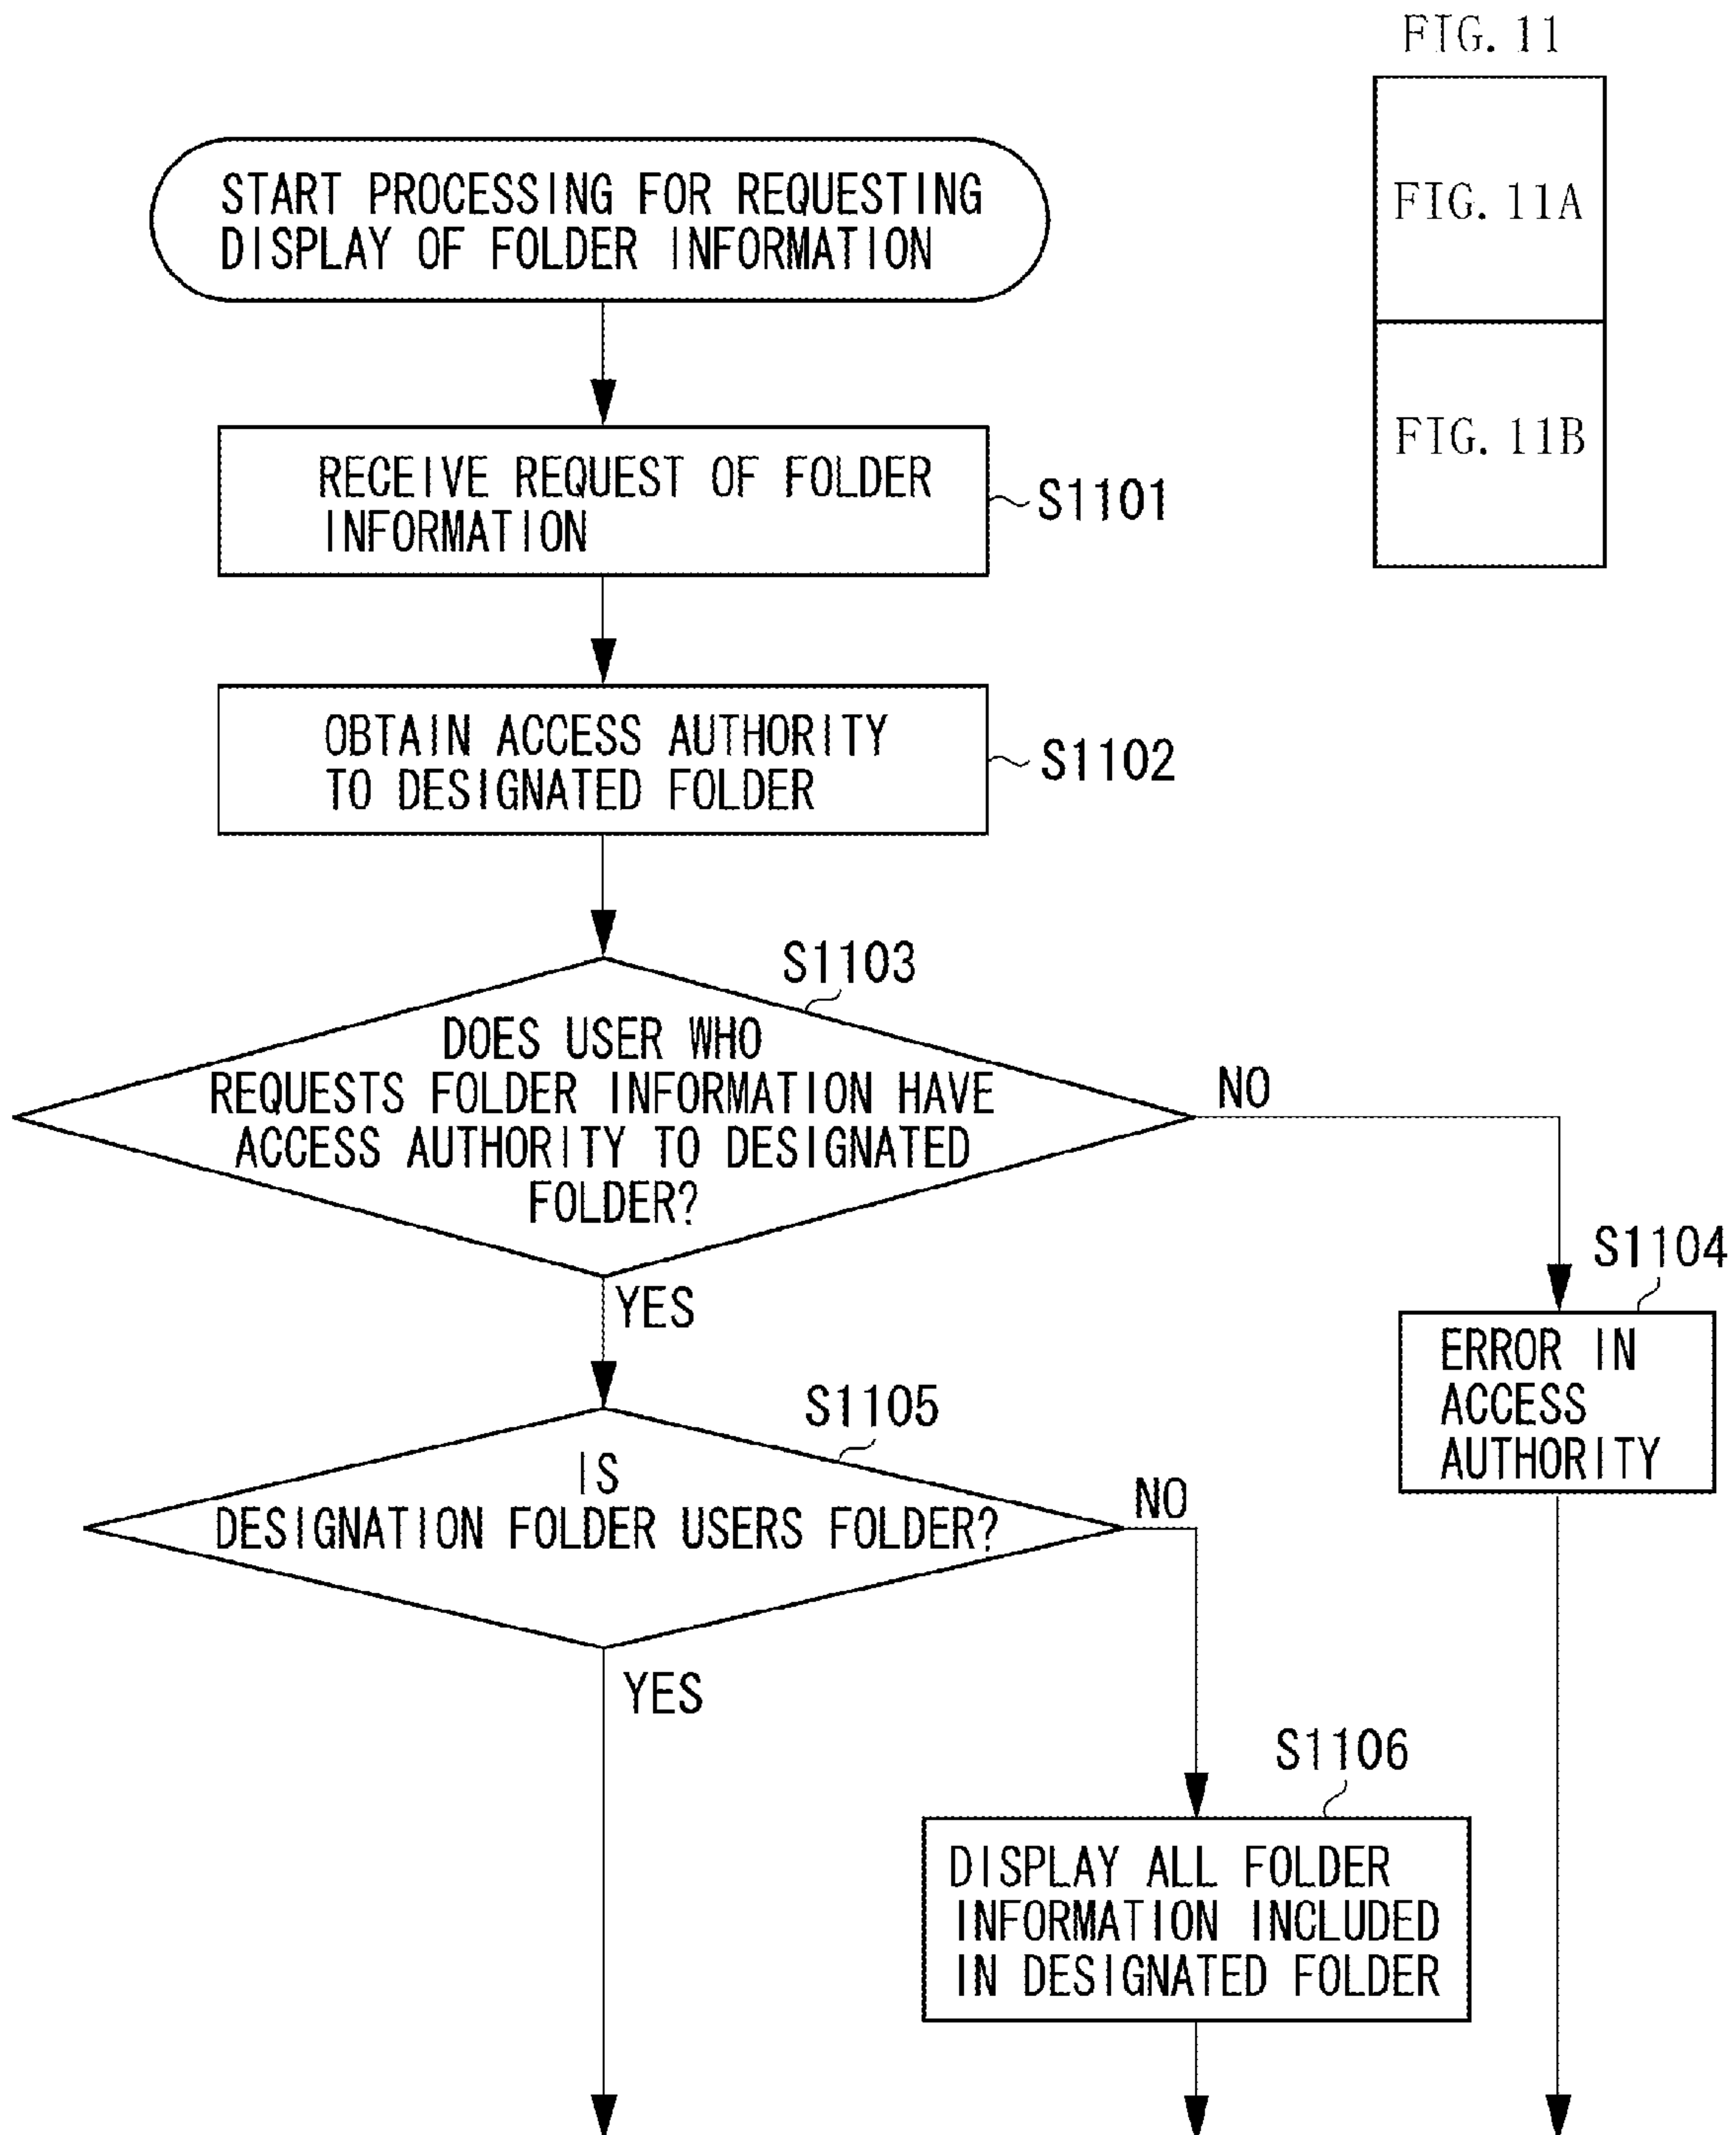 FIG. 11
FIG. 11A
FIG. 11B
START PROCESSING FOR REQUESTING
DISPLAY OF FOLDER INFORMATION
RECEIVE REQUEST OF FOLDER
INFORMATION
S1101
OBTAIN ACCESS AUTHORITY
TO DESIGNATED FOLDER
S1102
S1103
DOES USER WHO
REQUESTS FOLDER INFORMATION HAVE
ACCESS AUTHORITY TO DESIGNATED
FOLDER?
NO
YES
S1104
ERROR IN
ACCESS
AUTHORITY
S1105
IS
DESIGNATION FOLDER USERS FOLDER?
NO
YES
S1106
DISPLAY ALL FOLDER
INFORMATION INCLUDED
IN DESIGNATED FOLDER